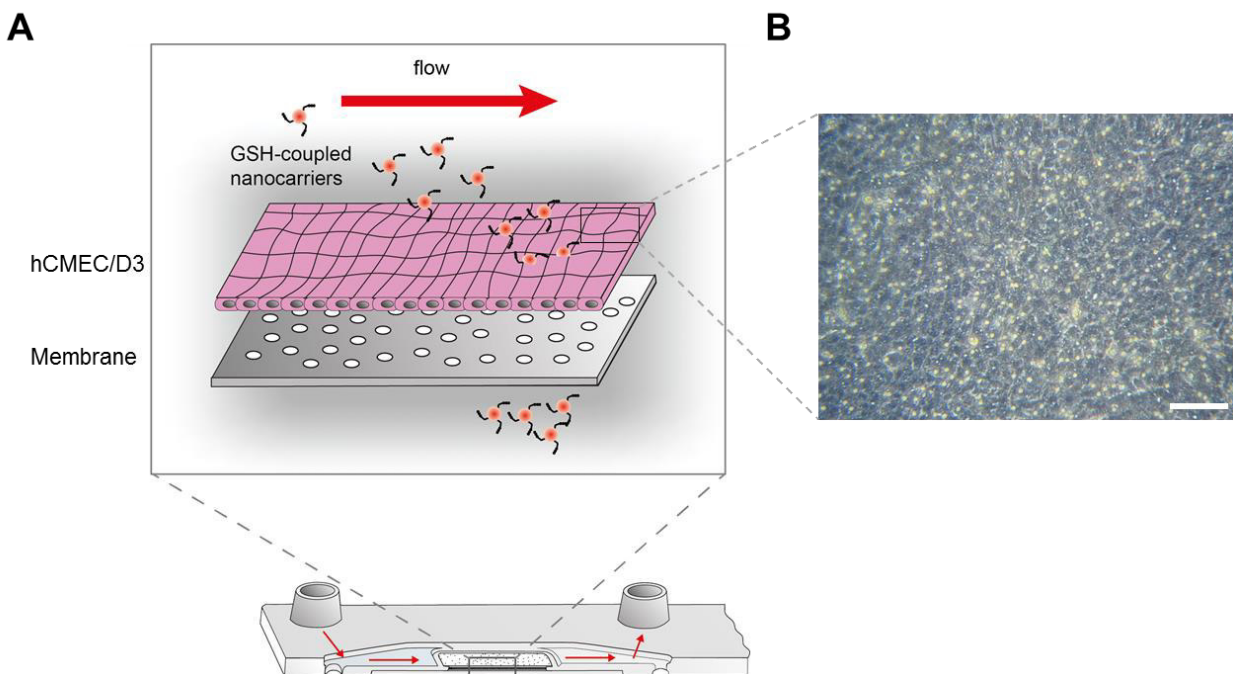 A
B
flow
GSH-coupled
nanocarriers
hCMEC/D3
Membrane